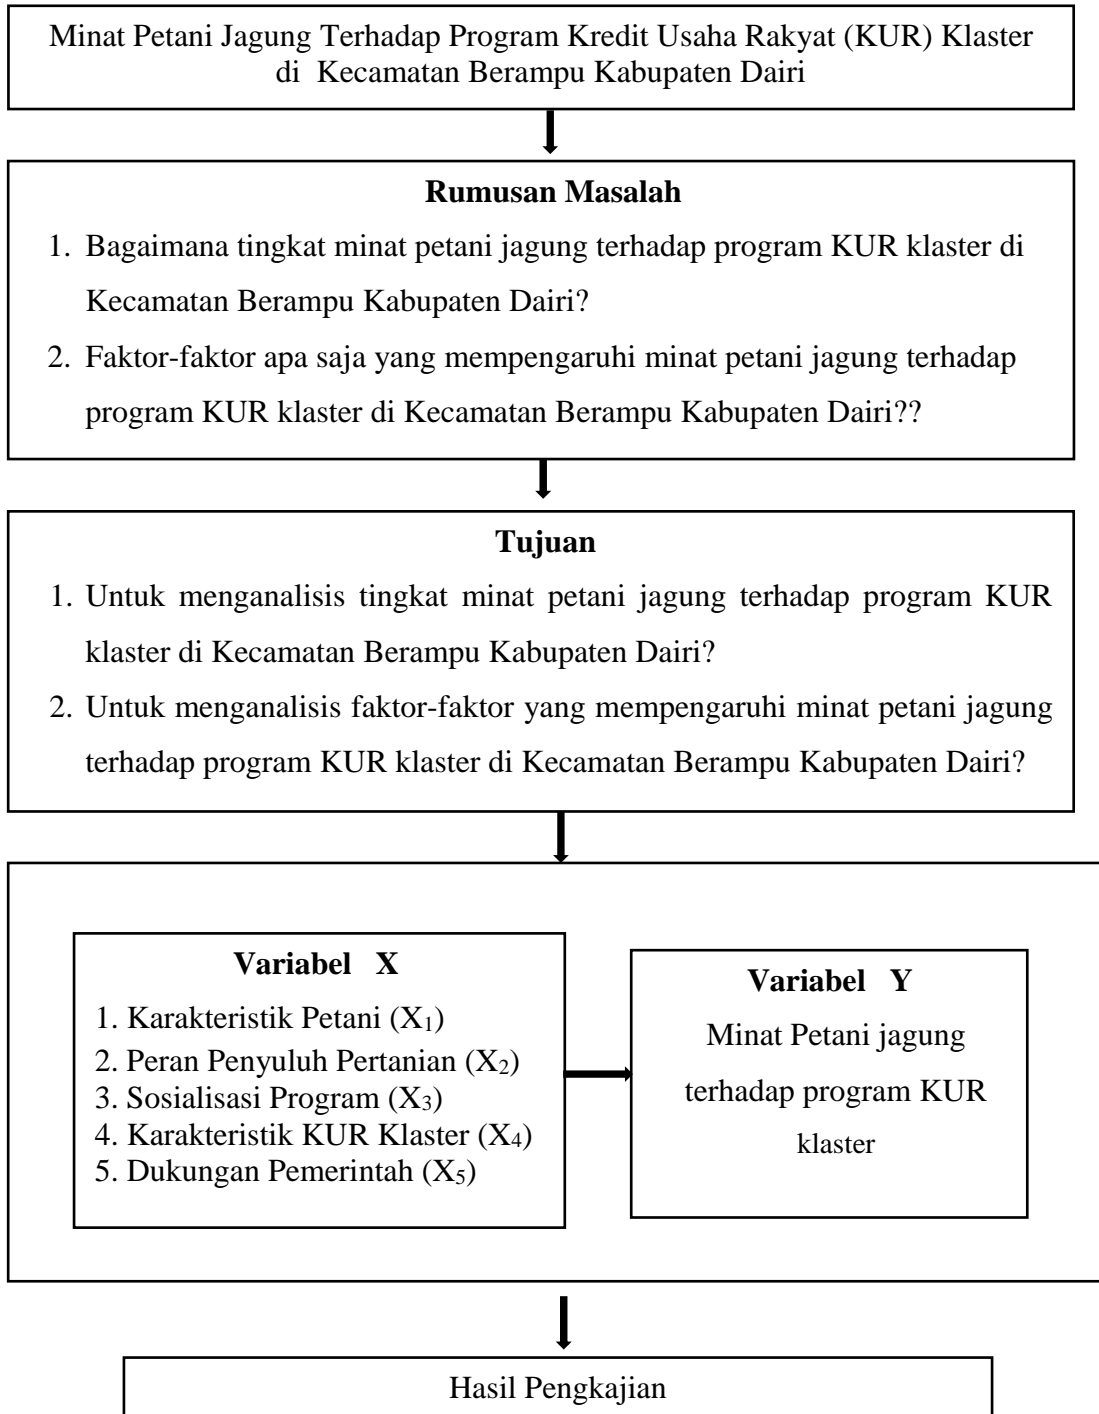 Minat Petani Jagung Terhadap Program Kredit Usaha Rakyat (KUR) Klaster
di Kecamatan Berampu Kabupaten Dairi
Rumusan Masalah
1. Bagaimana tingkat minat petani jagung terhadap program KUR klaster di
Kecamatan Berampu Kabupaten Dairi?
2. Faktor-faktor apa saja yang mempengaruhi minat petani jagung terhadap
program KUR klaster di Kecamatan Berampu Kabupaten Dairi??
Tujuan
1. Untuk menganalisis tingkat minat petani jagung terhadap program KUR
klaster di Kecamatan Berampu Kabupaten Dairi?
2. Untuk menganalisis faktor-faktor yang mempengaruhi minat petani jagung
terhadap program KUR klaster di Kecamatan Berampu Kabupaten Dairi?
Variabel X
1. Karakteristik Petani (X₁)
2. Peran Penyuluh Pertanian (X₂)
3. Sosialisasi Program (X₃)
4. Karakteristik KUR Klaster (X₄)
5. Dukungan Pemerintah (X₅)
Variabel Y
Minat Petani jagung
terhadap program KUR
klaster
Hasil Pengkajian